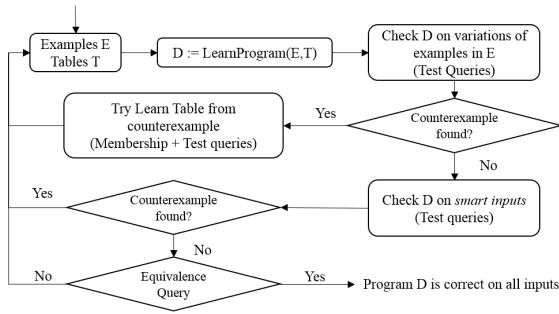 Examples E
Tables T
D := LearnProgram(E,T)
Check D on variations of
examples in E
(Test Queries)
Try Learn Table from
counterexample
(Membership + Test queries)
Yes
Counterexample
found?
No
Yes
Counterexample
found?
Check D on smart inputs
(Test queries)
No
No
Equivalence
Query
Yes
Program D is correct on all inputs